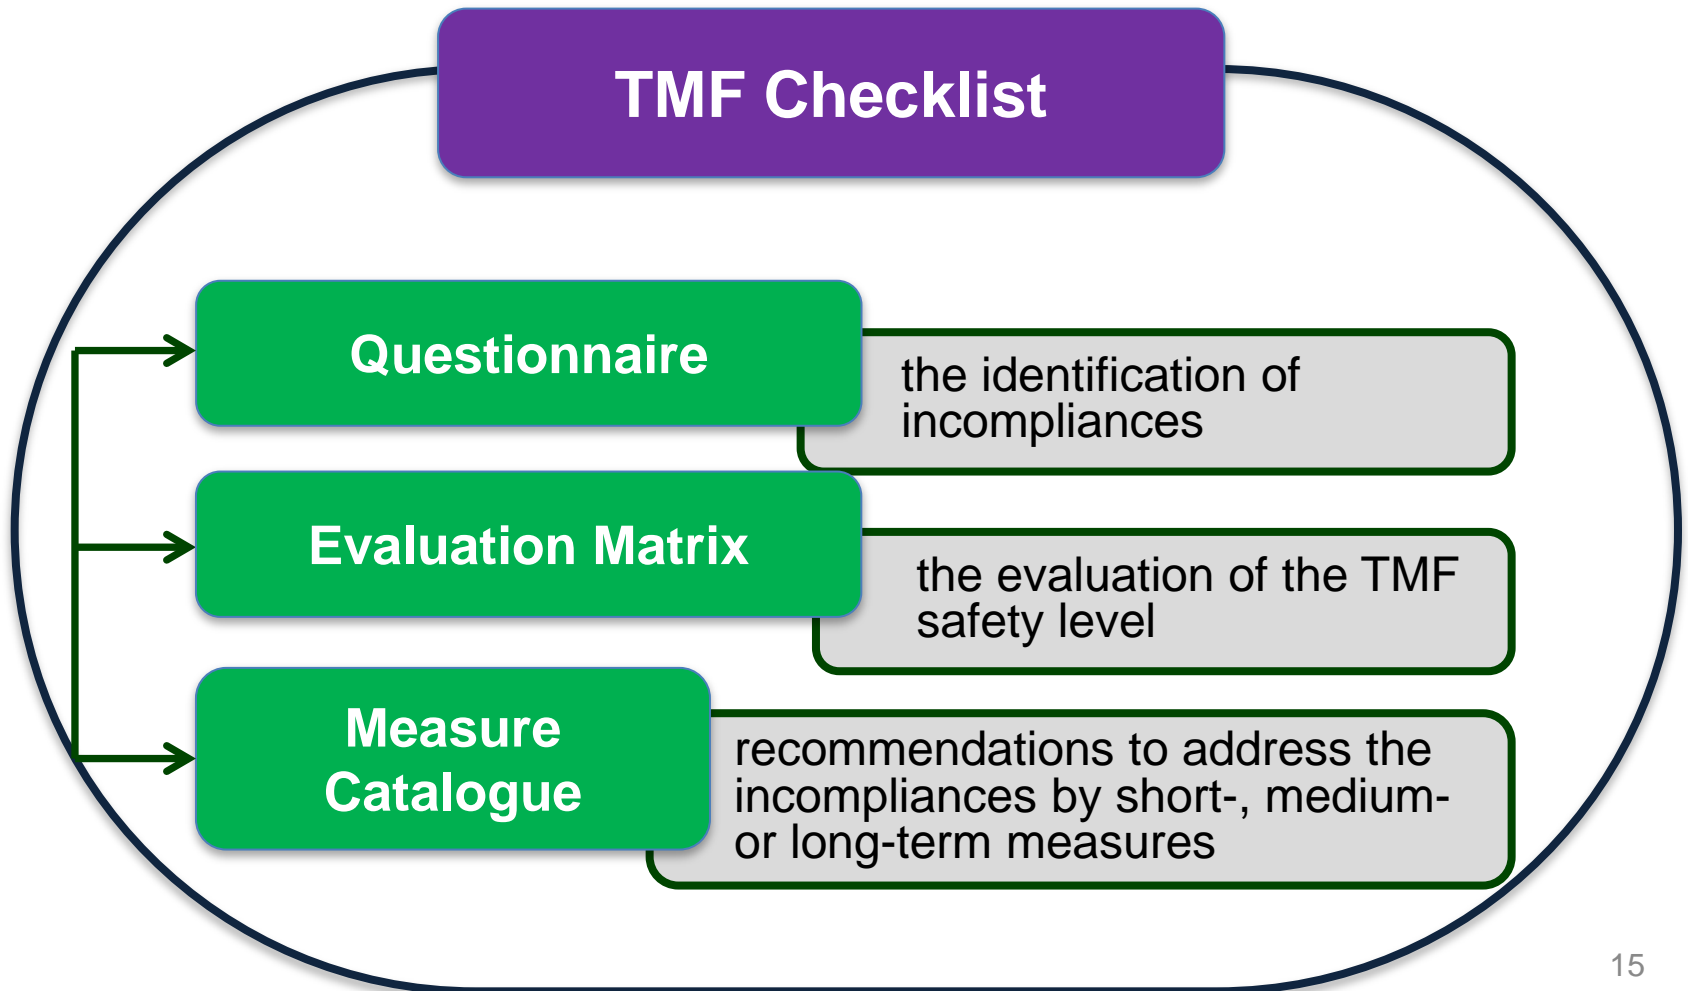 TMF Checklist
Questionnaire
the identification of
incompliances
Evaluation Matrix
the evaluation of the TMF
safety level
Measure
Catalogue
recommendations to address the
incompliances by short-, medium-
or long-term measures
15